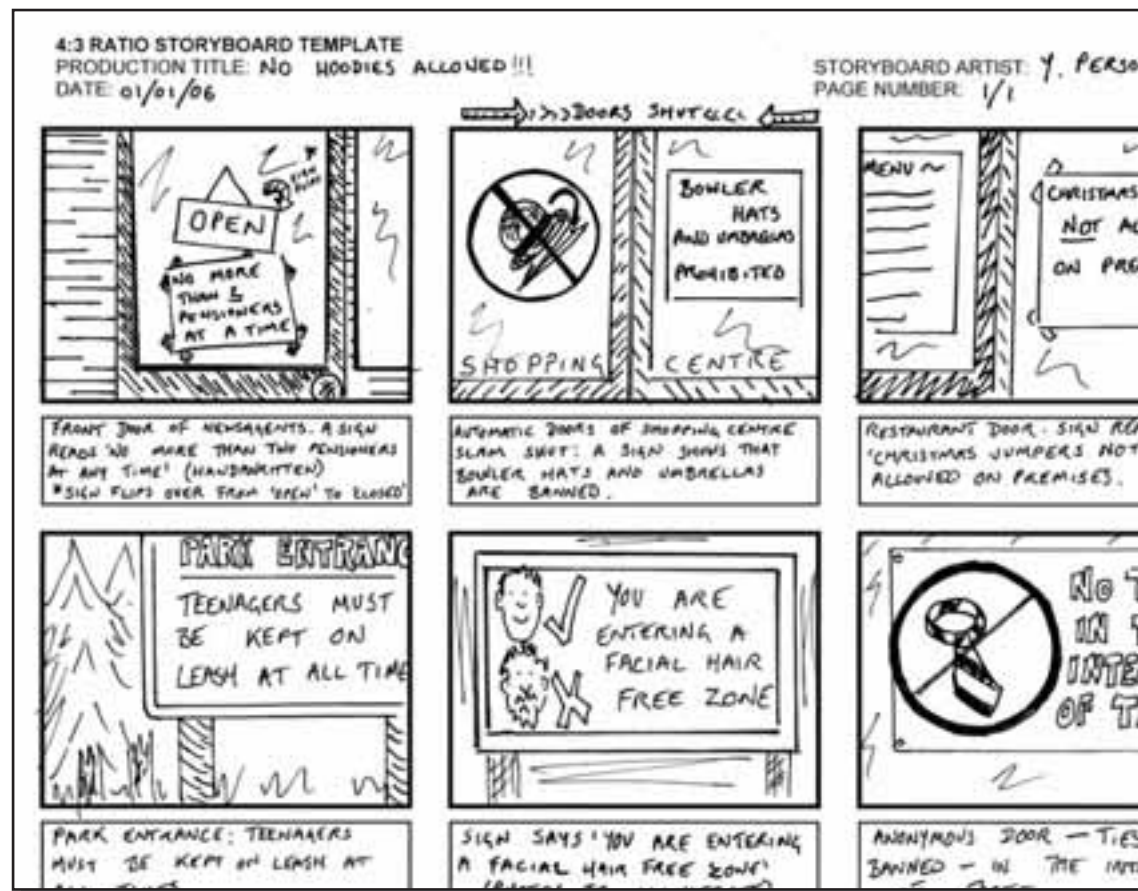 4:3 RATIO STORYBOARD TEMPLATE
PRODUCTION TITLE: NO HOODIES ALLOWED!!!
DATE: 01/01/06
STORYBOARD ARTIST: Y. PERSO
PAGE NUMBER: 1/1
>>>DOORS SHUT<<<
OPEN
SIGN FLIPS
NO MORE
THAN 2
PENSIONERS
AT A TIME
BOWLER
HATS
AND UMBRELLAS
PROHIBITED
SHOPPING CENTRE
MENU ~
CHRISTMAS
NOT AL
ON PRE
FRONT DOOR OF NEWSAGENTS. A SIGN
READS 'NO MORE THAN TWO PENSIONERS
AT ANY TIME' (HANDWRITTEN)
*SIGN FLIPS OVER FROM 'OPEN' TO 'CLOSED'
AUTOMATIC DOORS OF SHOPPING CENTRE
SLAM SHUT: A SIGN SHOWS THAT
BOWLER HATS AND UMBRELLAS
ARE BANNED.
RESTAURANT DOOR. SIGN REA
'CHRISTMAS JUMPERS NOT
ALLOWED ON PREMISES.
PARK ENTRANC
TEENAGERS MUST
BE KEPT ON
LEASH AT ALL TIME
YOU ARE
ENTERING A
FACIAL HAIR
FREE ZONE
NO T
IN T
INTE
OF T
PARK ENTRANCE: TEENAGERS
MUST BE KEPT ON LEASH AT
ALL TIMES
SIGN SAYS 'YOU ARE ENTERING
A FACIAL HAIR FREE ZONE'
ANONYMOUS DOOR — TIES
BANNED — IN THE INTE